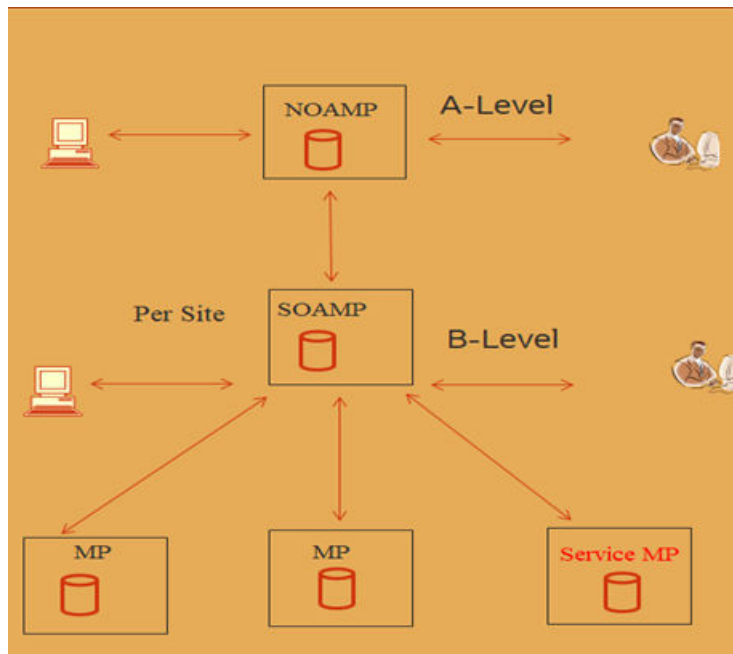 NOAMP
A-Level
Per Site
SOAMP
B-Level
MP
MP
Service MP